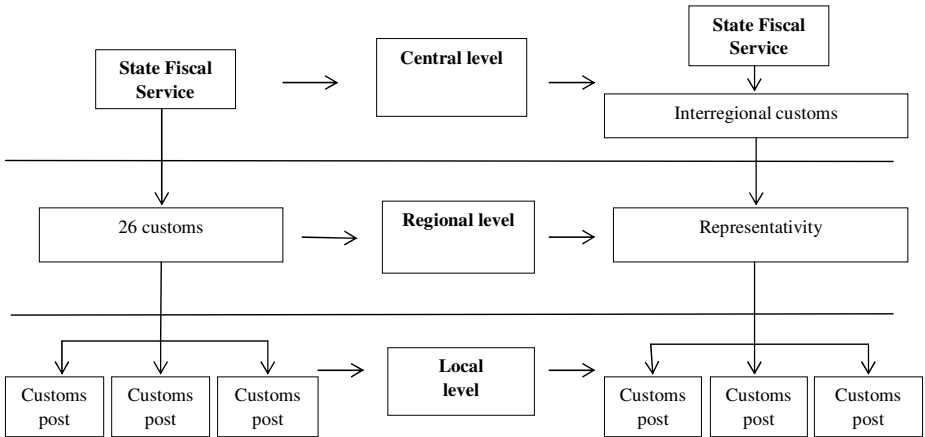 State Fiscal
Service
Central level
State Fiscal
Service
Interregional customs
26 customs
Regional level
Representativity
Customs
post
Customs
post
Customs
post
Local
level
Customs
post
Customs
post
Customs
post